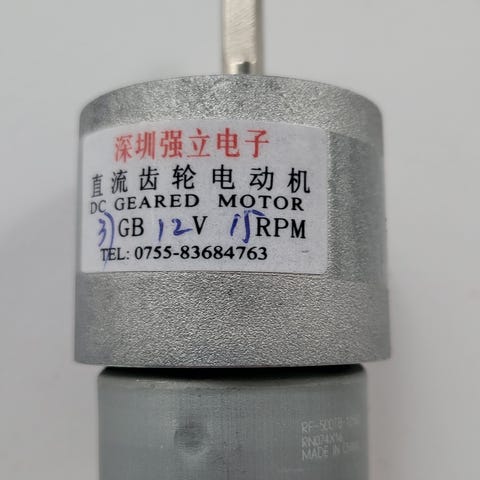 深圳强立电子
直流齿轮电动机
DC GEARED MOTOR
37GB 12V 15RPM
TEL: 0755-83684763
RN074X16
MADE IN CHINA